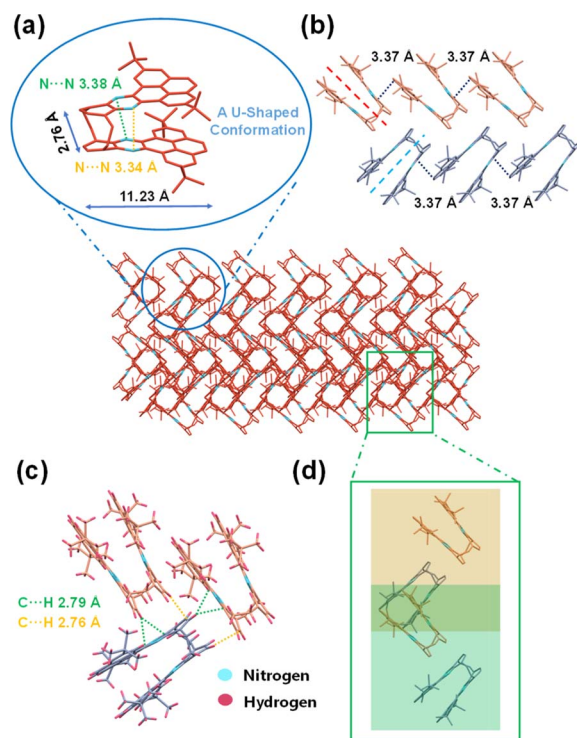 (a)
N···N 3.38 Å
A U-Shaped
Conformation
2.76 Å
N···N 3.34 Å
11.23 Å
(b)
3.37 Å
3.37 Å
3.37 Å
3.37 Å
(c)
C···H 2.79 Å
C···H 2.76 Å
Nitrogen
Hydrogen
(d)